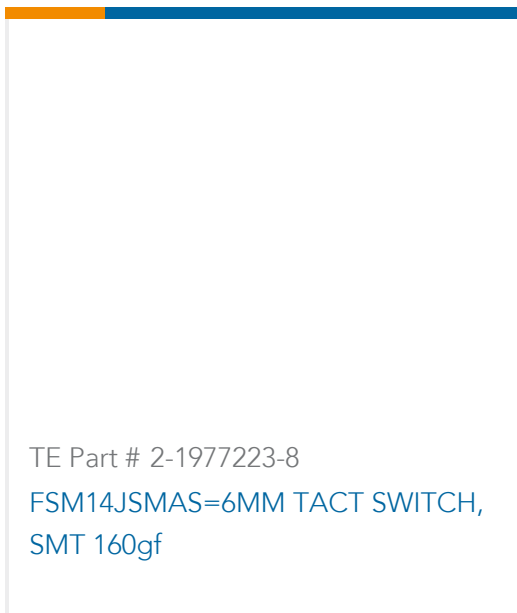 TE Part # 2-1977223-8
FSM14JSMAS=6MM TACT SWITCH,
SMT 160gf